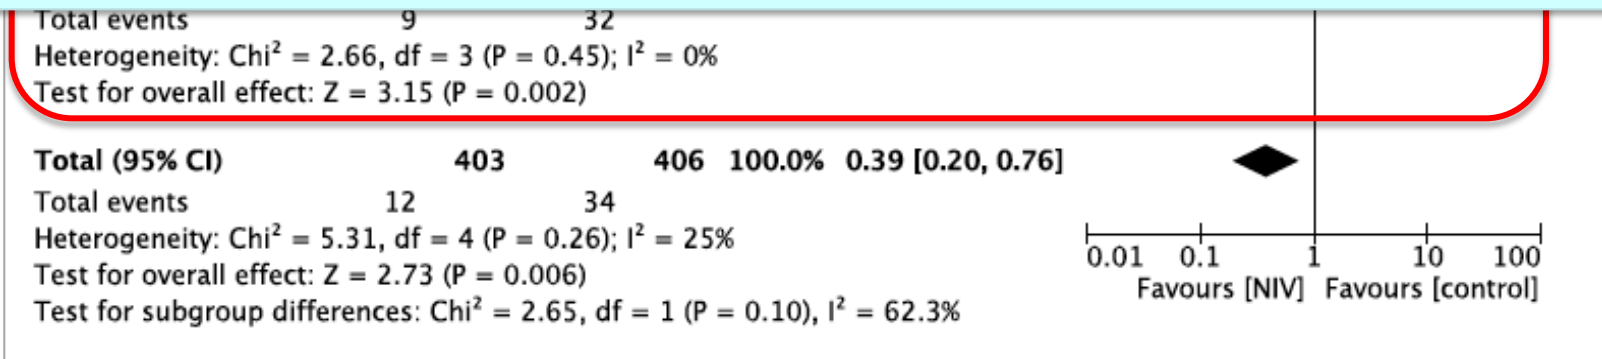 Total events 9 32
Heterogeneity: Chi² = 2.66, df = 3 (P = 0.45); I² = 0%
Test for overall effect: Z = 3.15 (P = 0.002)
Total (95% CI) 403 406 100.0% 0.39 [0.20, 0.76]
Total events 12 34
Heterogeneity: Chi² = 5.31, df = 4 (P = 0.26); I² = 25%
Test for overall effect: Z = 2.73 (P = 0.006)
Test for subgroup differences: Chi² = 2.65, df = 1 (P = 0.10), I² = 62.3%
0.01 0.1 1 10 100
Favours [NIV] Favours [control]